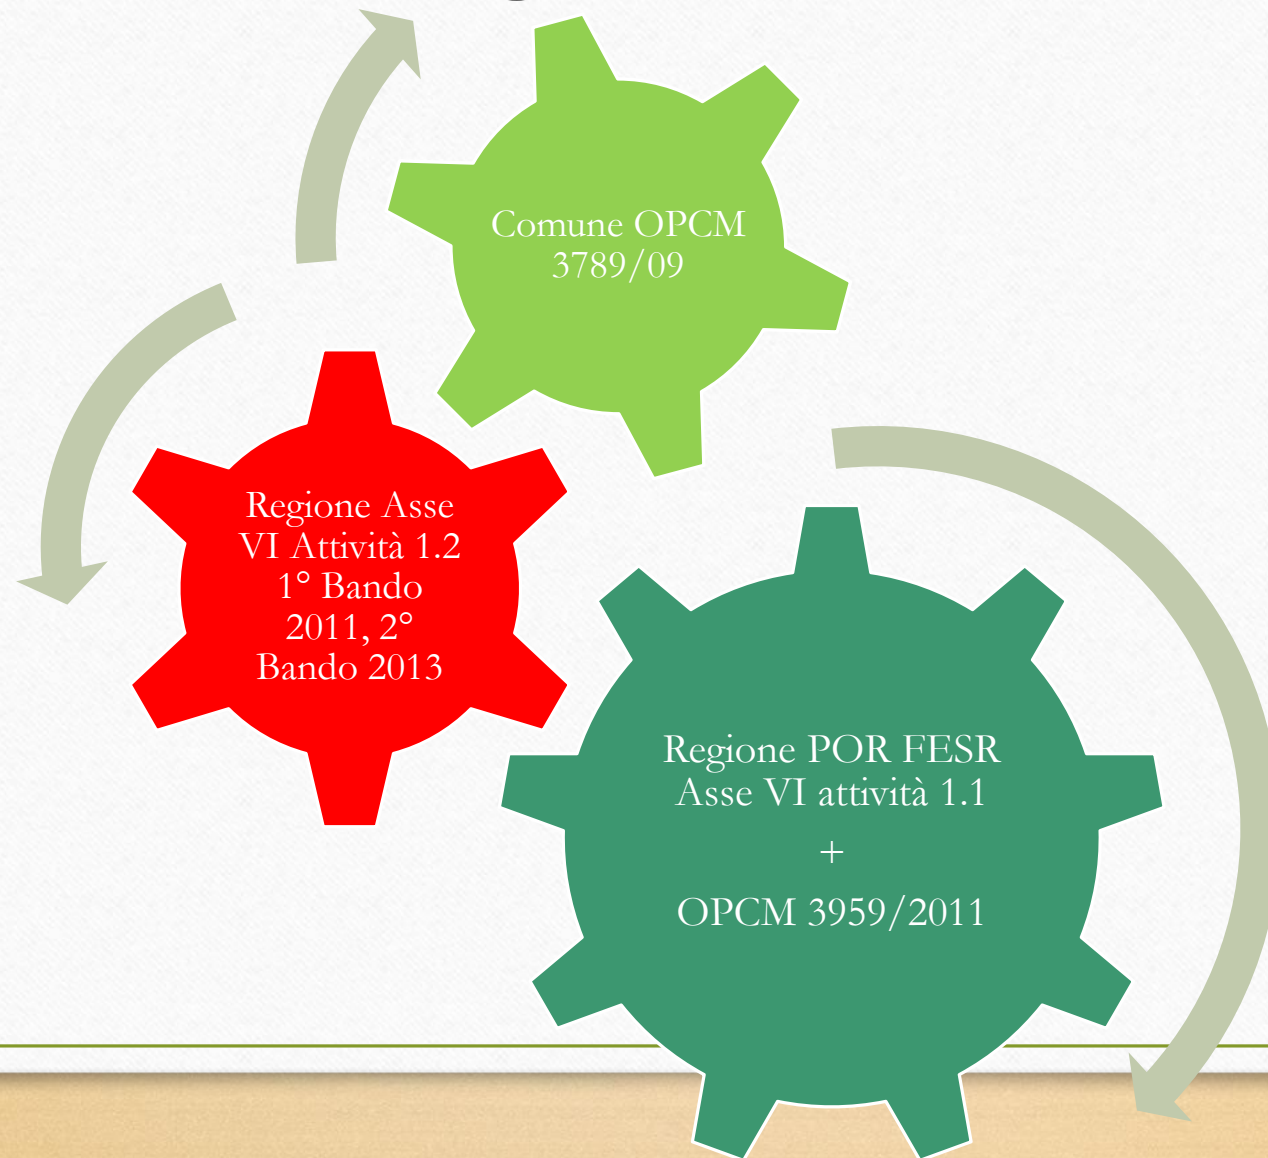 Comune OPCM
3789/09
Regione Asse
VI Attività 1.2
1° Bando
2011, 2°
Bando 2013
Regione POR FESR
Asse VI attività 1.1
+
OPCM 3959/2011